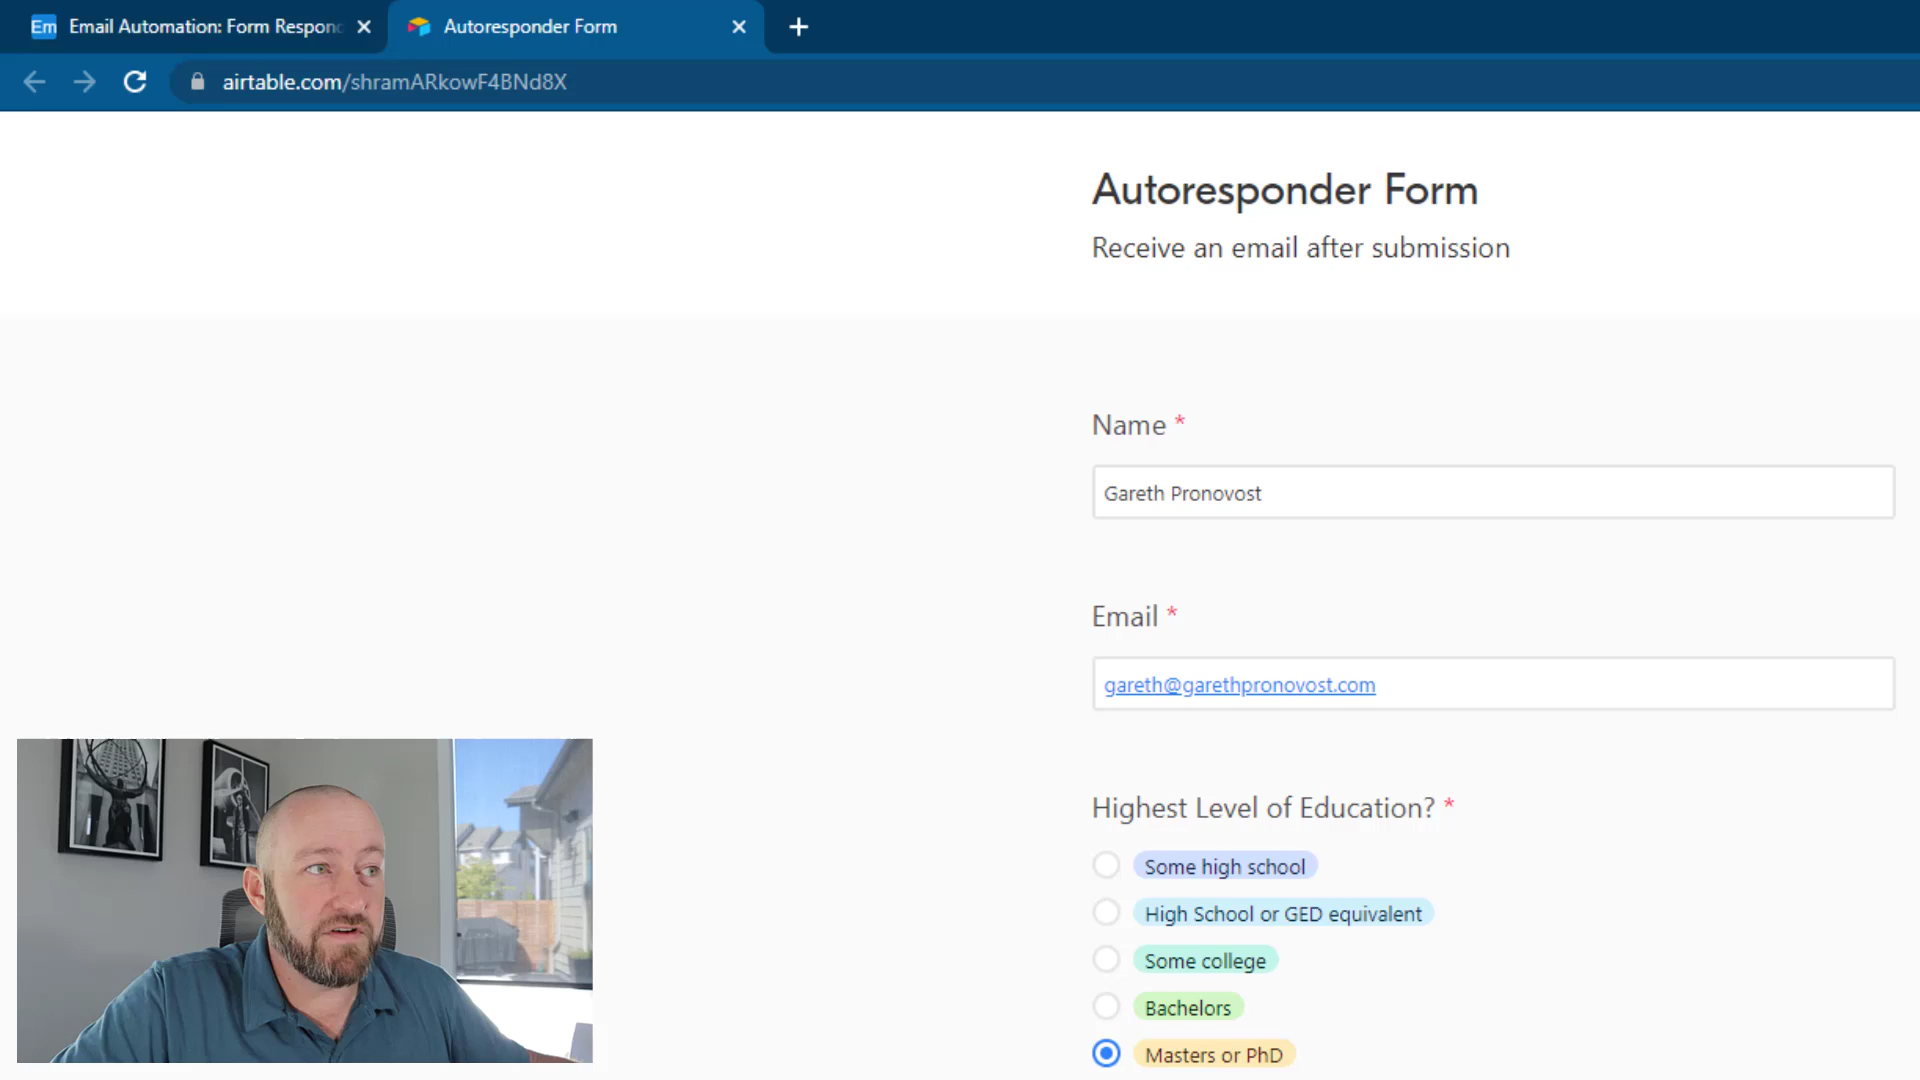 Em Email Automation: Form Respon
Autoresponder Form
airtable.com/shramARkowF4BNd8X
Autoresponder Form
Receive an email after submission
Name *
Gareth Pronovost
Email *
gareth@garethpronovost.com
Highest Level of Education? *
Some high school
High School or GED equivalent
Some college
Bachelors
Masters or PhD